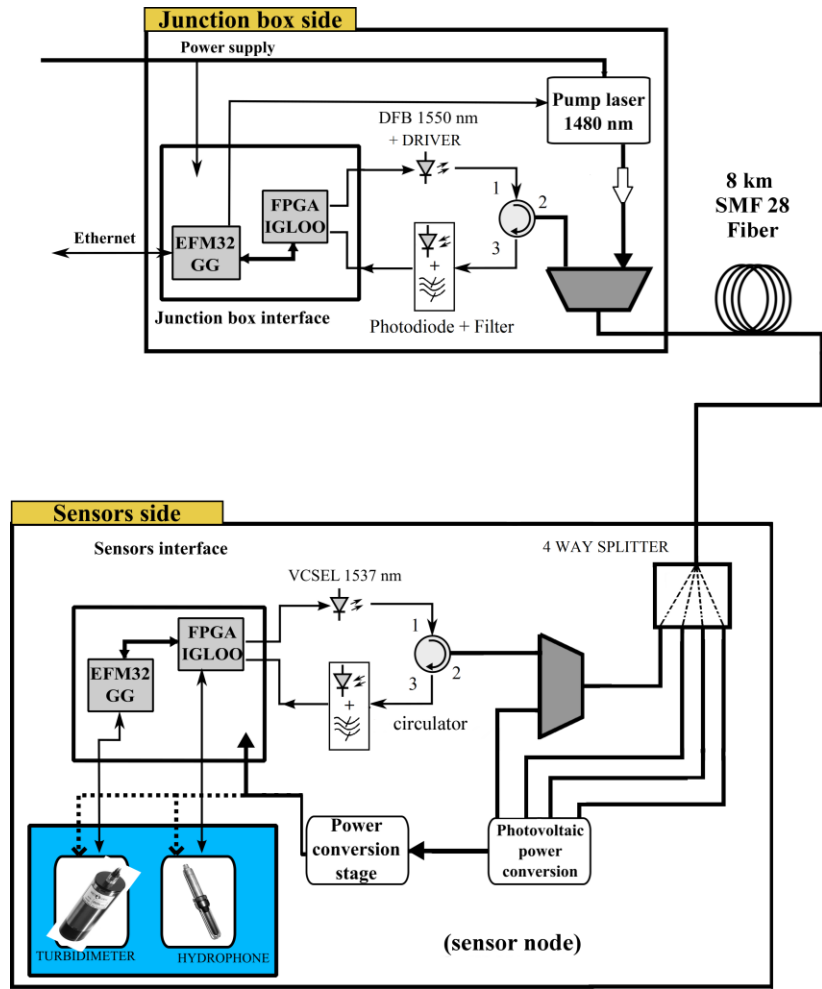 Junction box side
Power supply
Pump laser
1480 nm
DFB 1550 nm
+ DRIVER
1
2
3
8 km
SMF 28
Fiber
FPGA
IGLOO
Ethernet
EFM32
GG
+
Junction box interface
Photodiode + Filter
Sensors side
Sensors interface
4 WAY SPLITTER
VCSEL 1537 nm
FPGA
IGLOO
1
2
3
EFM32
GG
+
circulator
Power
conversion
stage
Photovoltaic
power
conversion
(sensor node)
TURBIDIMETER
HYDROPHONE